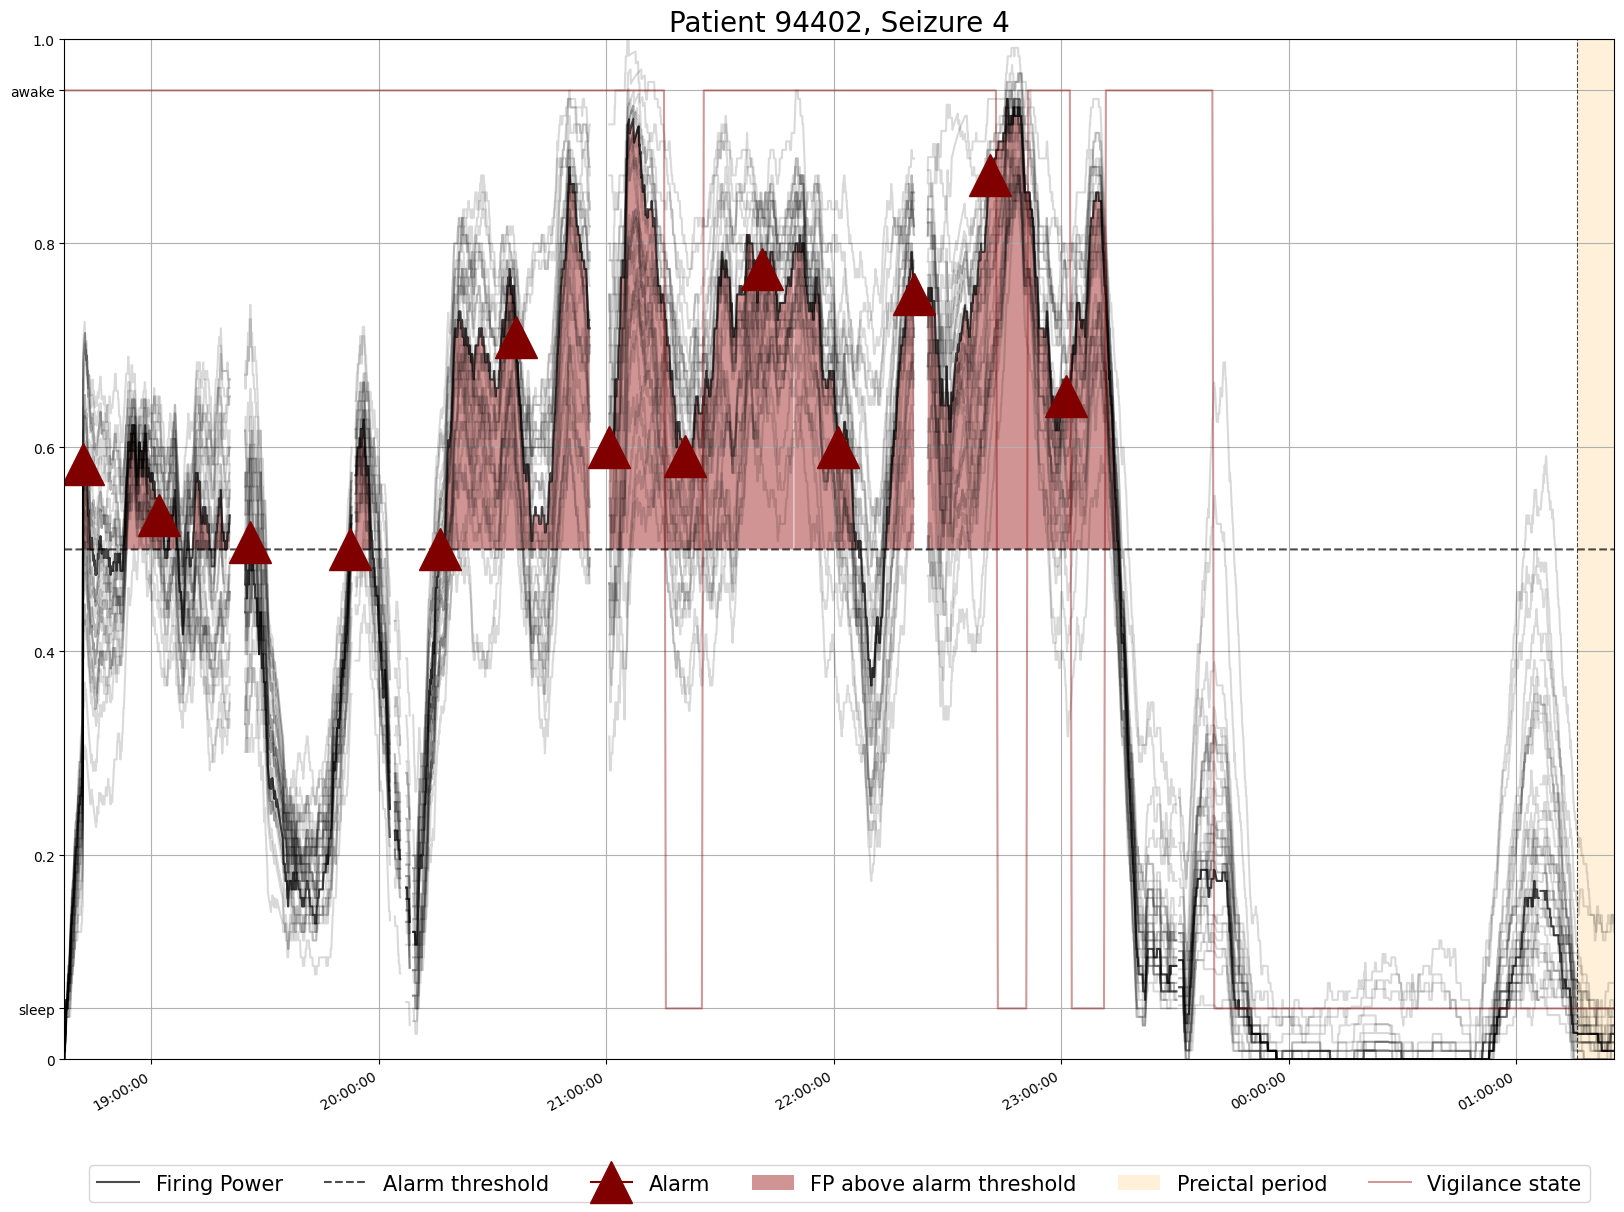 Patient 94402, Seizure 4
1.0
awake
0.8
0.6
0.4
0.2
sleep
0
19:00:00
20:00:00
21:00:00
22:00:00
23:00:00
00:00:00
01:00:00
Firing Power
Alarm threshold
Alarm
FP above alarm threshold
Preictal period
Vigilance state